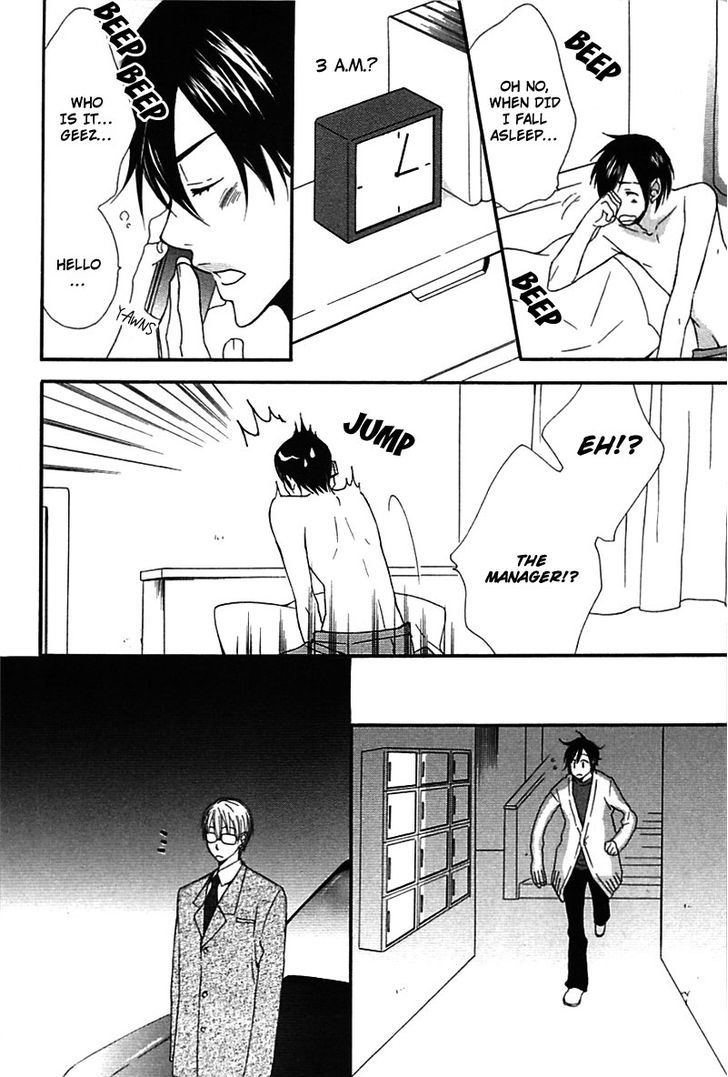 BEEP
OH NO,
WHEN DID
I FALL
ASLEEP...
BEEP
3 A.M.?
BEEP
BEEP
WHO
IS IT...
GEEZ...
HELLO
...
Y-AWNS
EH!?
THE
MANAGER!?
JUMP